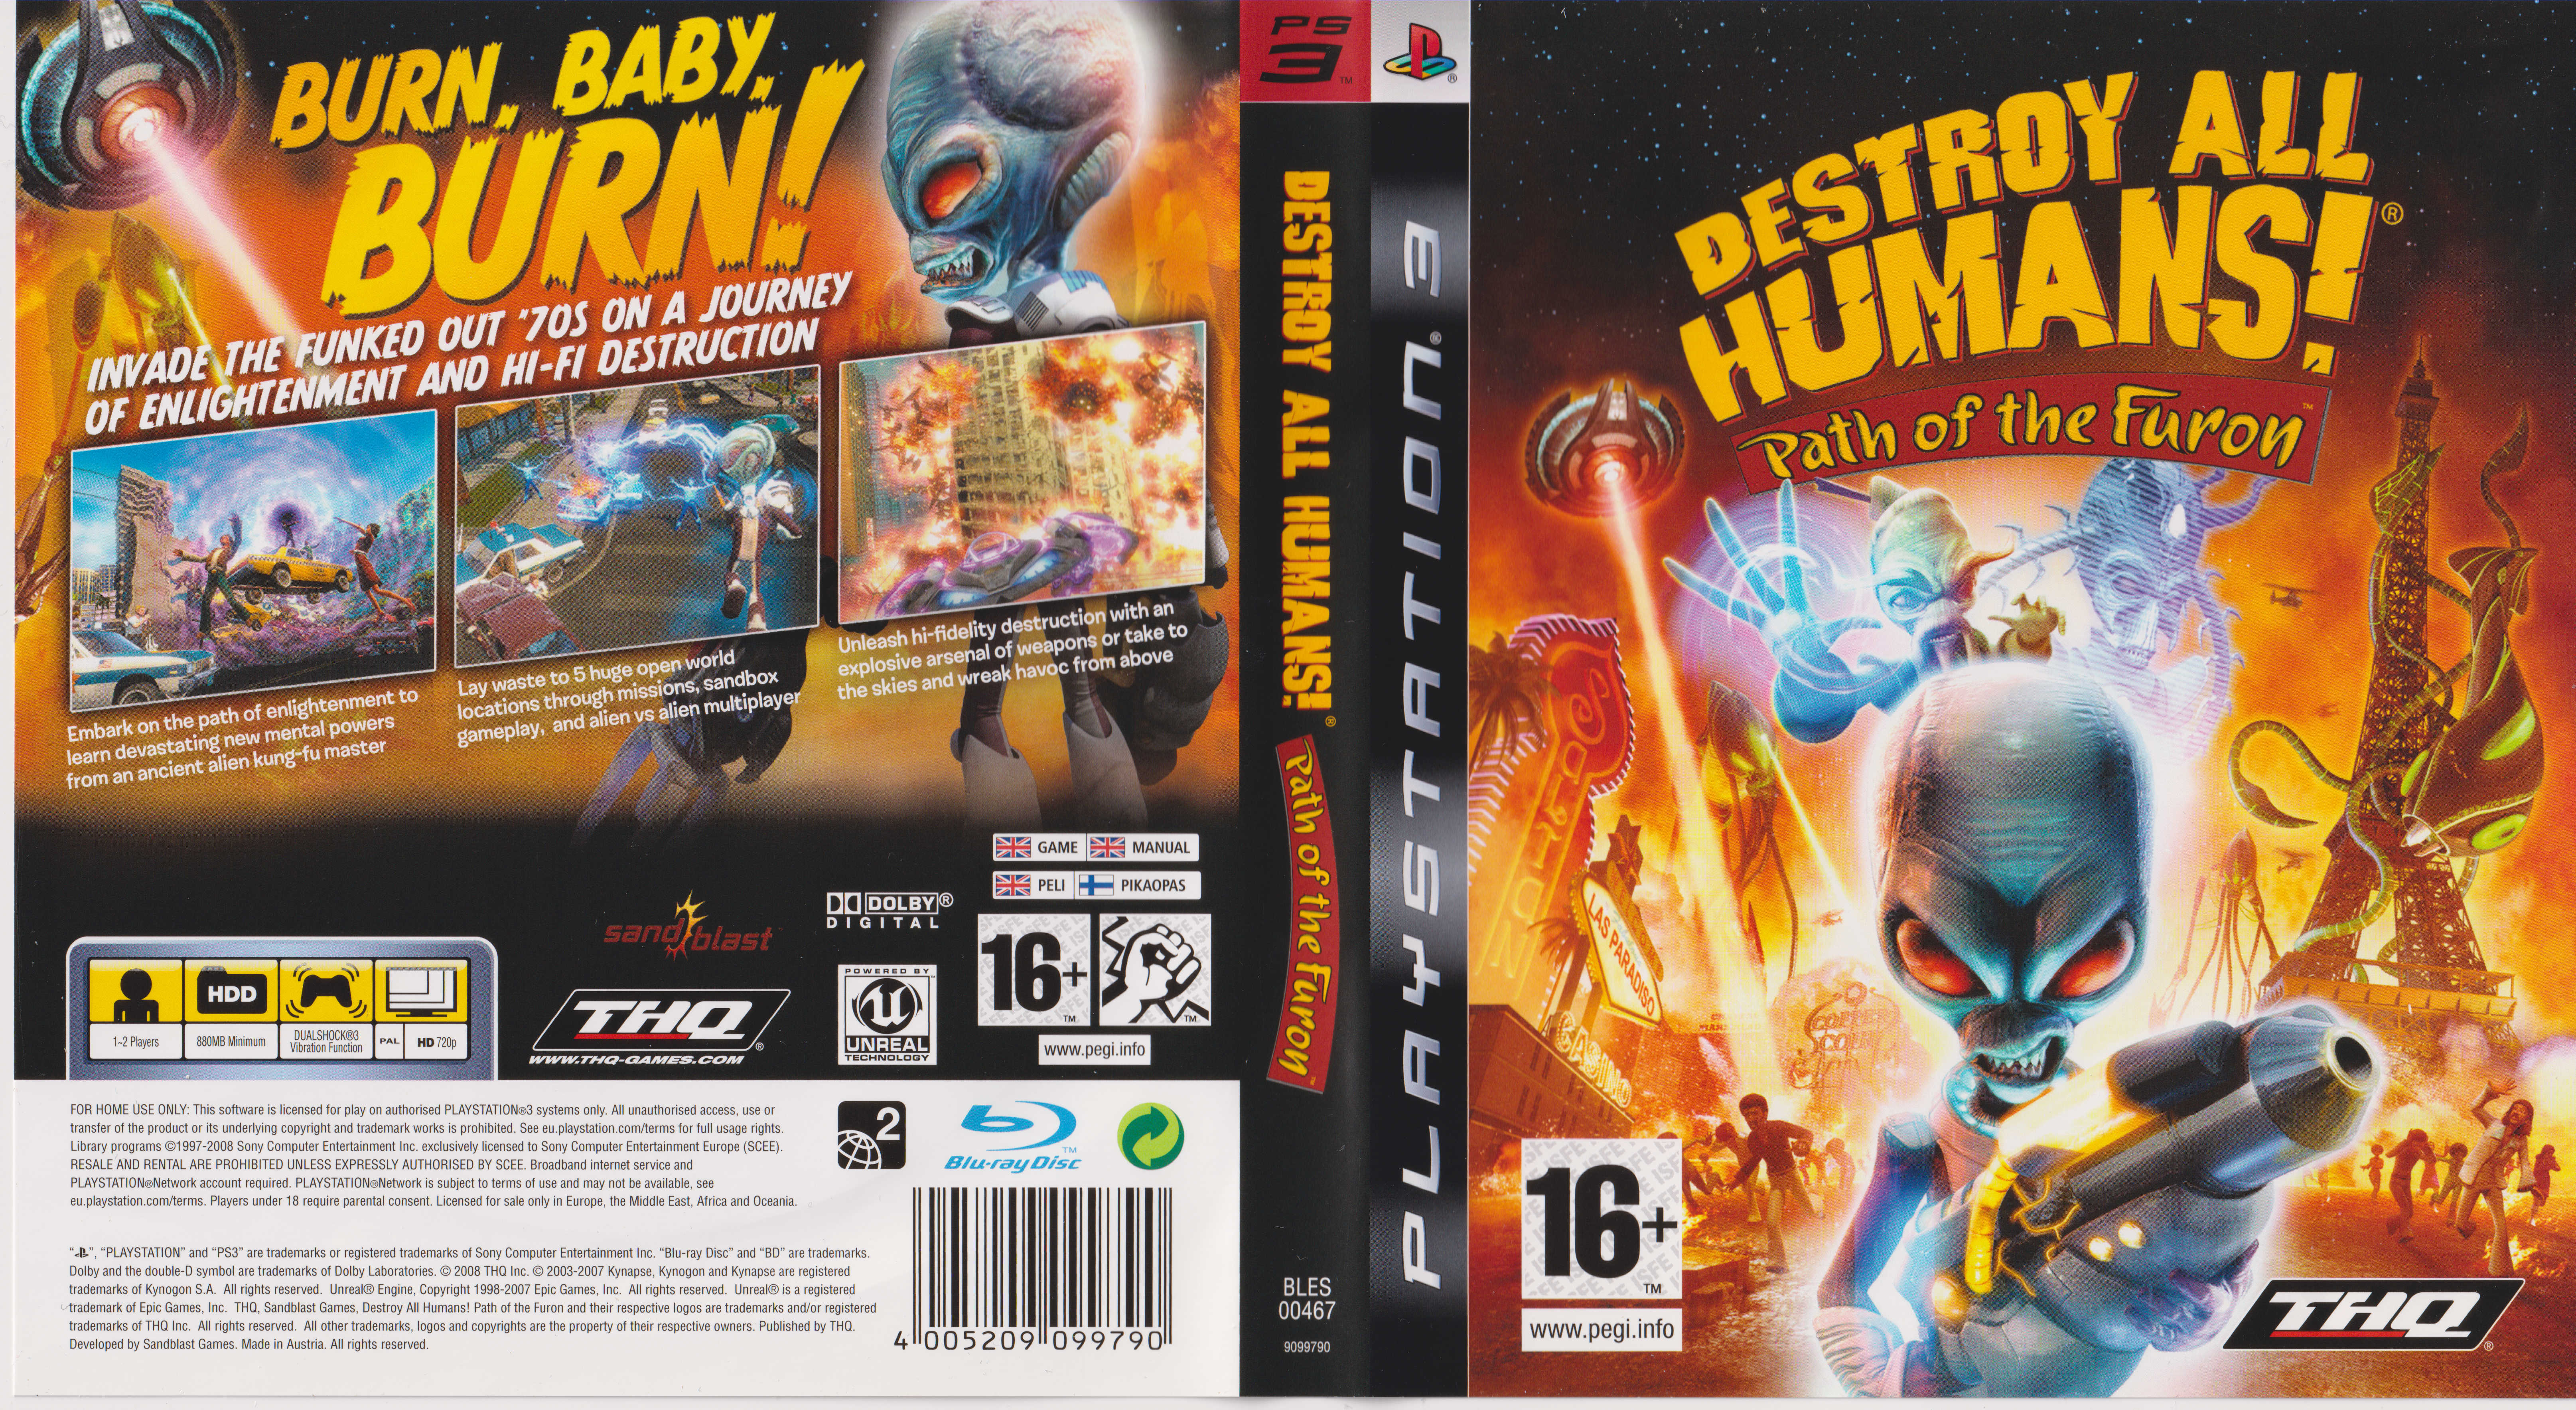 BURN, BABY,
BURN!
INVADE THE FUNKED OUT '70S ON A JOURNEY
OF ENLIGHTENMENT AND HI-FI DESTRUCTION
Embark on the path of enlightenment to
learn devastating new mental powers
from an ancient alien kung-fu master
Lay waste to 5 huge open world
locations through missions, sandbox
gameplay, and alien vs alien multiplayer
Unleash hi-fidelity destruction with an
explosive arsenal of weapons or take to
the skies and wreak havoc from above
GAME MANUAL
PELI PIKAOPAS
sandblast
DOLBY®
DIGITAL
16+
TM
TM
www.pegi.info
HDD
1-2 Players
880MB Minimum
DUALSHOCK®3
Vibration Function
PAL HD 720p
THQ®
WWW.THQ-GAMES.COM
POWERED BY
UNREAL
TECHNOLOGY
FOR HOME USE ONLY: This software is licensed for play on authorised PLAYSTATION®3 systems only. All unauthorised access, use or
transfer of the product or its underlying copyright and trademark works is prohibited. See eu.playstation.com/terms for full usage rights.
Library programs ©1997-2008 Sony Computer Entertainment Inc. exclusively licensed to Sony Computer Entertainment Europe (SCEE).
RESALE AND RENTAL ARE PROHIBITED UNLESS EXPRESSLY AUTHORISED BY SCEE. Broadband internet service and
PLAYSTATION®Network account required. PLAYSTATION®Network is subject to terms of use and may not be available, see
eu.playstation.com/terms. Players under 18 require parental consent. Licensed for sale only in Europe, the Middle East, Africa and Oceania.
2
Blu-ray Disc™
"", "PLAYSTATION" and "PS3" are trademarks or registered trademarks of Sony Computer Entertainment Inc. "Blu-ray Disc" and "BD" are trademarks.
Dolby and the double-D symbol are trademarks of Dolby Laboratories. © 2008 THQ Inc. © 2003-2007 Kynapse, Kynogon and Kynapse are registered
trademarks of Kynogon S.A. All rights reserved. Unreal® Engine, Copyright 1998-2007 Epic Games, Inc. All rights reserved. Unreal® is a registered
trademark of Epic Games, Inc. THQ, Sandblast Games, Destroy All Humans! Path of the Furon and their respective logos are trademarks and/or registered
trademarks of THQ Inc. All rights reserved. All other trademarks, logos and copyrights are the property of their respective owners. Published by THQ.
Developed by Sandblast Games. Made in Austria. All rights reserved.
4 005209 099790
PS
3™
®
DESTROY ALL HUMANS!® Path of the Furon™
PLAYSTATION®3
BLES
00467
9099790
DESTROY ALL
HUMANS!®
Path of the Furon™
LAS PARADISO
CASINO
COPPER
COIN
16+
TM
www.pegi.info
THQ®